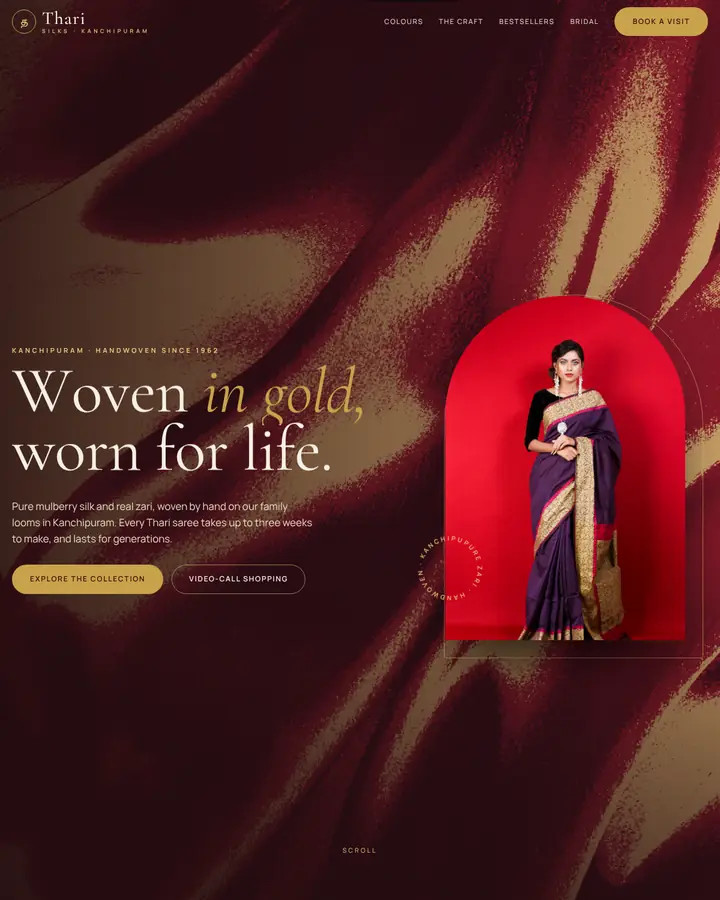 த
Thari
SILKS · KANCHIPURAM
COLOURS
THE CRAFT
BESTSELLERS
BRIDAL
BOOK A VISIT
KANCHIPURAM · HANDWOVEN SINCE 1962
Woven in gold,
worn for life.
Pure mulberry silk and real zari, woven by hand on our family
looms in Kanchipuram. Every Thari saree takes up to three weeks
to make, and lasts for generations.
EXPLORE THE COLLECTION
VIDEO-CALL SHOPPING
PURE ZARI · HANDWOVEN · KANCHIPU
SCROLL